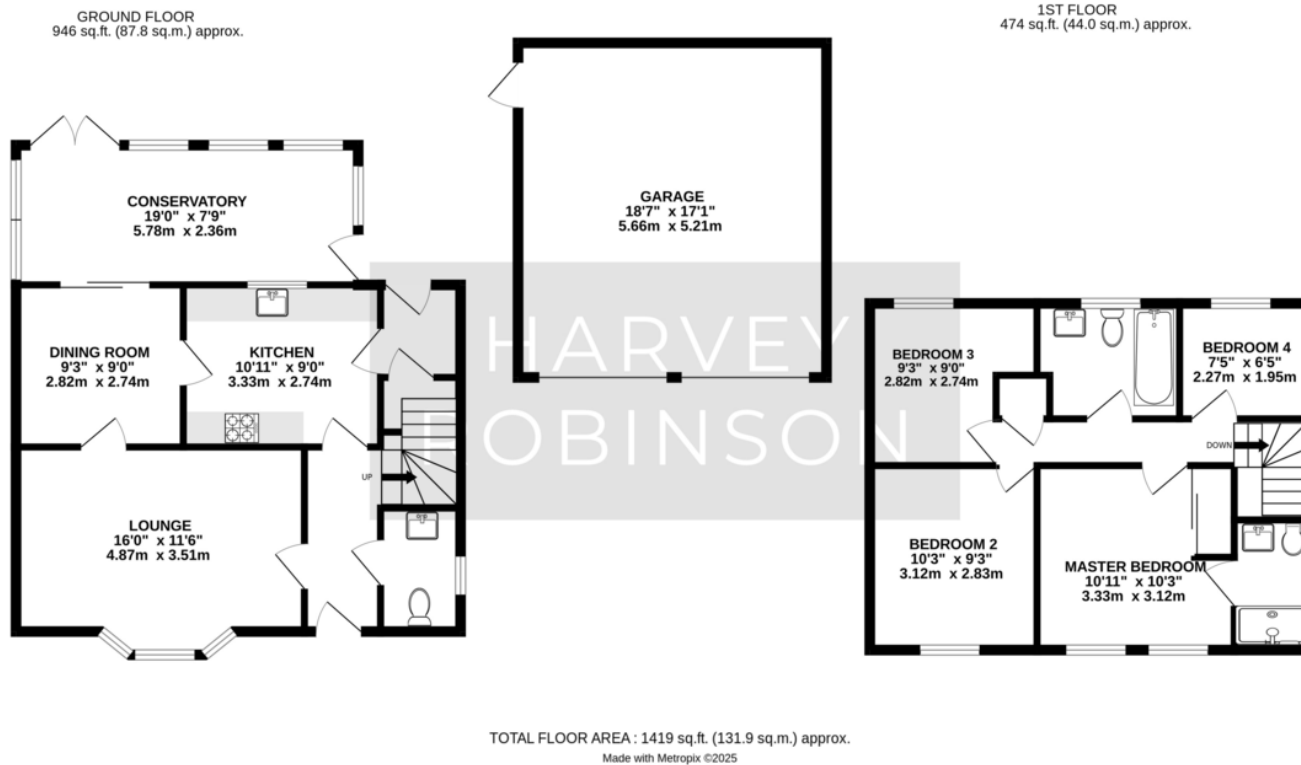 GROUND FLOOR
946 sq.ft. (87.8 sq.m.) approx.
1ST FLOOR
474 sq.ft. (44.0 sq.m.) approx.
CONSERVATORY
19'0" x 7'9"
5.78m x 2.36m
GARAGE
18'7" x 17'1"
5.66m x 5.21m
DINING ROOM
9'3" x 9'0"
2.82m x 2.74m
KITCHEN
10'11" x 9'0"
3.33m x 2.74m
HARVEY
ROBINSON
BEDROOM 3
9'3" x 9'0"
2.82m x 2.74m
BEDROOM 4
7'5" x 6'5"
2.27m x 1.95m
DOWN
UP
LOUNGE
16'0" x 11'6"
4.87m x 3.51m
BEDROOM 2
10'3" x 9'3"
3.12m x 2.83m
MASTER BEDROOM
10'11" x 10'3"
3.33m x 3.12m
TOTAL FLOOR AREA : 1419 sq.ft. (131.9 sq.m.) approx.
Made with Metropix ©2025